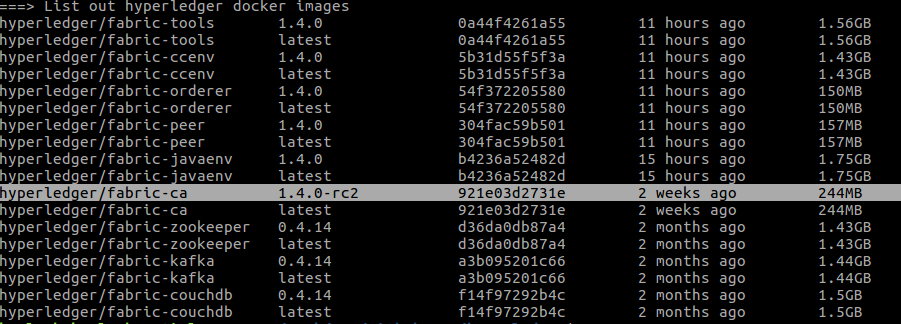 ===> List out hyperledger docker images
hyperledger/fabric-tools 1.4.0 0a44f4261a55 11 hours ago 1.56GB
hyperledger/fabric-tools latest 0a44f4261a55 11 hours ago 1.56GB
hyperledger/fabric-ccenv 1.4.0 5b31d55f5f3a 11 hours ago 1.43GB
hyperledger/fabric-ccenv latest 5b31d55f5f3a 11 hours ago 1.43GB
hyperledger/fabric-orderer 1.4.0 54f372205580 11 hours ago 150MB
hyperledger/fabric-orderer latest 54f372205580 11 hours ago 150MB
hyperledger/fabric-peer 1.4.0 304fac59b501 11 hours ago 157MB
hyperledger/fabric-peer latest 304fac59b501 11 hours ago 157MB
hyperledger/fabric-javaenv 1.4.0 b4236a52482d 15 hours ago 1.75GB
hyperledger/fabric-javaenv latest b4236a52482d 15 hours ago 1.75GB
hyperledger/fabric-ca 1.4.0-rc2 921e03d2731e 2 weeks ago 244MB
hyperledger/fabric-ca latest 921e03d2731e 2 weeks ago 244MB
hyperledger/fabric-zookeeper 0.4.14 d36da0db87a4 2 months ago 1.43GB
hyperledger/fabric-zookeeper latest d36da0db87a4 2 months ago 1.43GB
hyperledger/fabric-kafka 0.4.14 a3b095201c66 2 months ago 1.44GB
hyperledger/fabric-kafka latest a3b095201c66 2 months ago 1.44GB
hyperledger/fabric-couchdb 0.4.14 f14f97292b4c 2 months ago 1.5GB
hyperledger/fabric-couchdb latest f14f97292b4c 2 months ago 1.5GB